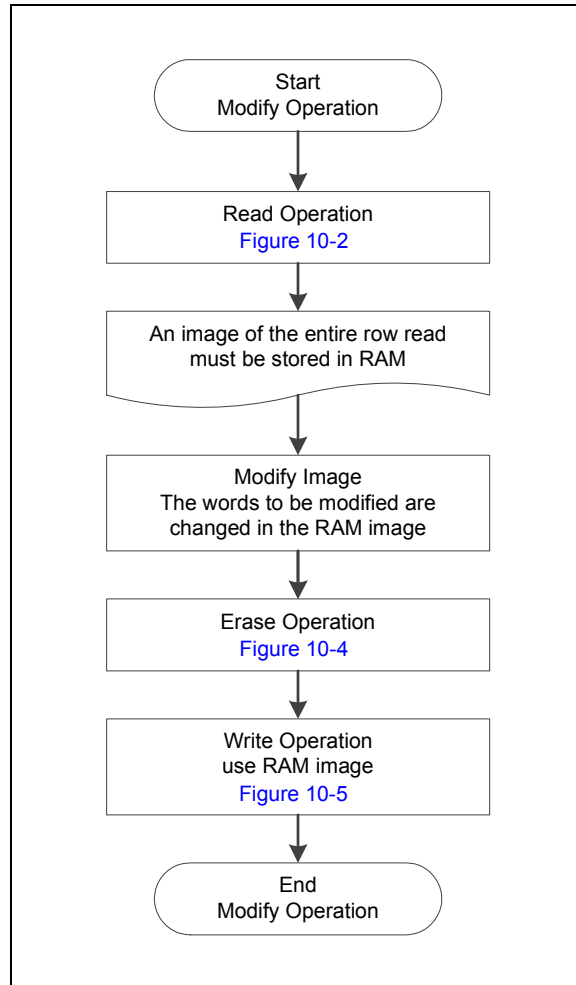 Start
Modify Operation
Read Operation
Figure 10-2
An image of the entire row read
must be stored in RAM
Modify Image
The words to be modified are
changed in the RAM image
Erase Operation
Figure 10-4
Write Operation
use RAM image
Figure 10-5
End
Modify Operation